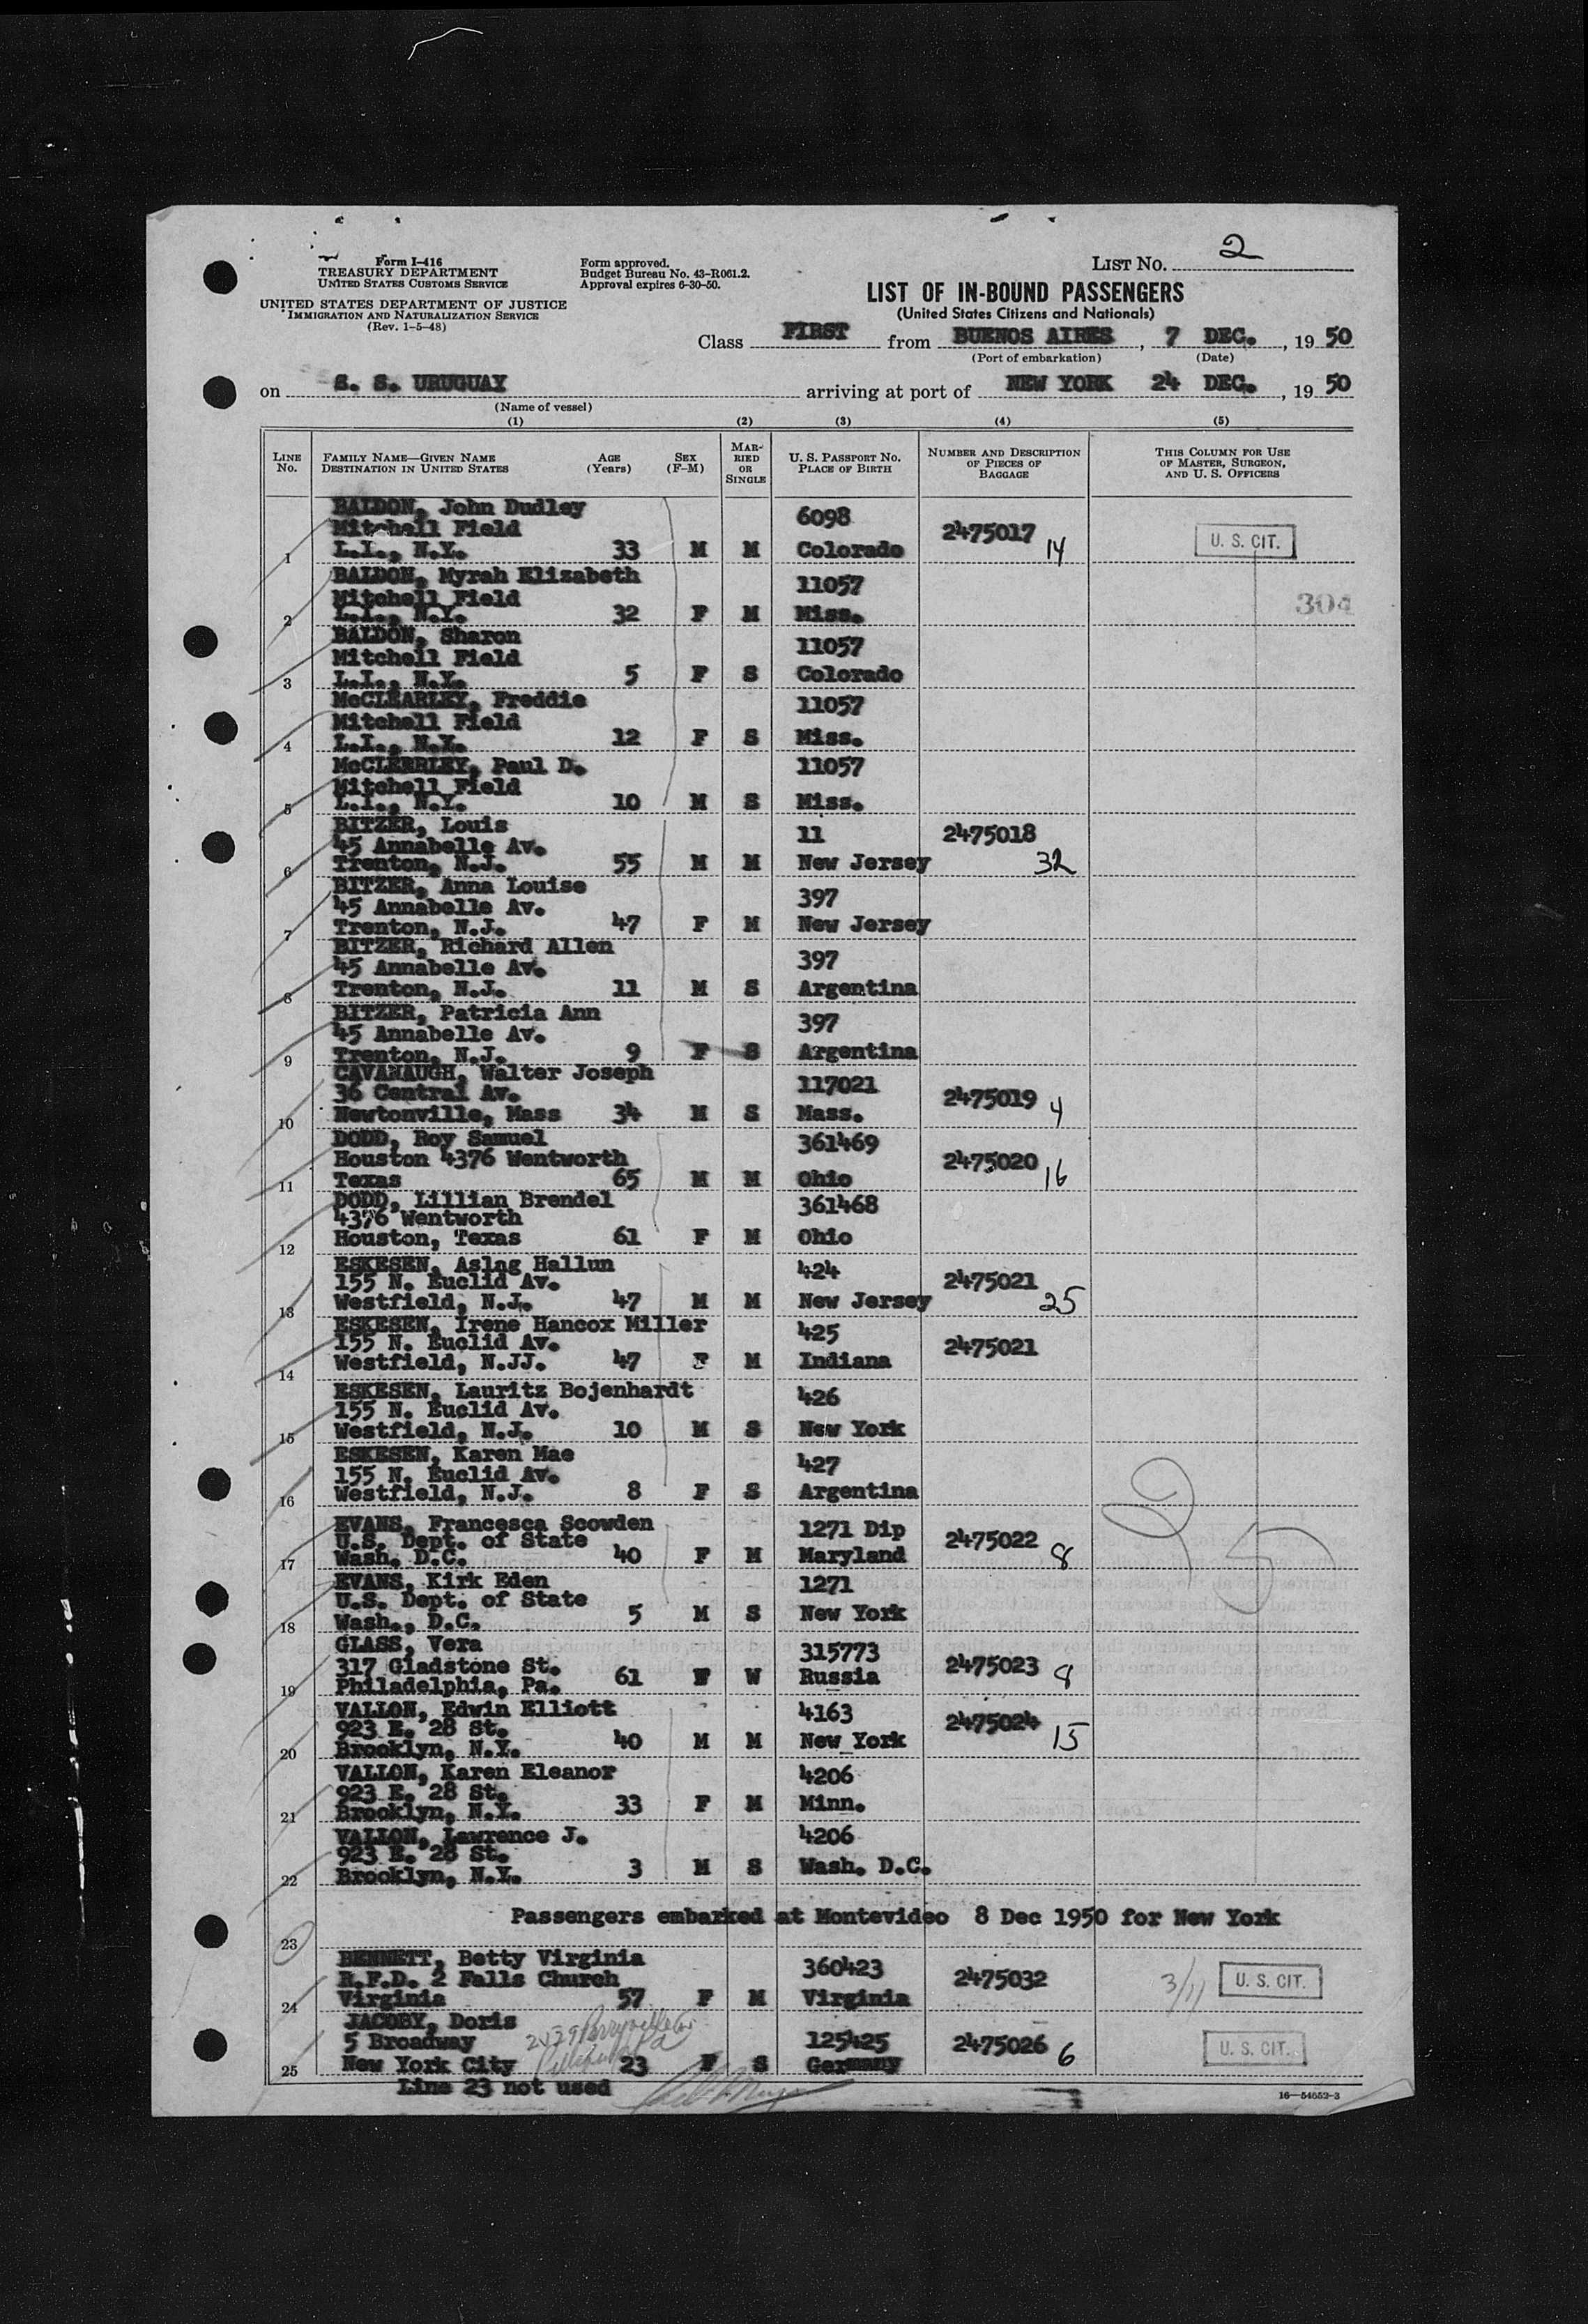 Form I-416
TREASURY DEPARTMENT
UNITED STATES CUSTOMS SERVICE
UNITED STATES DEPARTMENT OF JUSTICE
IMMIGRATION AND NATURALIZATION SERVICE
(Rev. 1-5-48)
Form approved.
Budget Bureau No. 43-R061.2.
Approval expires 6-30-50.
LIST NO. 2
LIST OF IN-BOUND PASSENGERS
(United States Citizens and Nationals)
Class FIRST from BUENOS AIRES, 7 DEC., 19 50
(Port of embarkation) (Date)
on S. S. URUGUAY arriving at port of NEW YORK 24 DEC., 19 50
(Name of vessel)
(1) (2) (3) (4) (5)
LINE NO. FAMILY NAME—GIVEN NAME DESTINATION IN UNITED STATES AGE (Years) SEX (F-M) MARRIED OR SINGLE U. S. PASSPORT NO. PLACE OF BIRTH NUMBER AND DESCRIPTION OF PIECES OF BAGGAGE THIS COLUMN FOR USE OF MASTER, SURGEON, AND U. S. OFFICERS
BALDON, John Dudley 6098
Mitchell Field 2475017 14 U. S. CIT.
1 L.I., N.Y. 33 M M Colorado
BALDON, Myrah Elizabeth 11057
Mitchell Field 304
2 L.I., N.Y. 32 F M Miss.
BALDON, Sharon 11057
Mitchell Field
3 L.I., N.Y. 5 F S Colorado
McCLEARLEY, Freddie 11057
Mitchell Field
4 L.I., N.Y. 12 F S Miss.
McCLEERLEY, Paul D. 11057
Mitchell Field
5 L.I., N.Y. 10 M S Miss.
BITZER, Louis 11 2475018
45 Annabelle Av.
6 Trenton, N.J. 55 M M New Jersey 32
BITZER, Anna Louise 397
45 Annabelle Av.
7 Trenton, N.J. 47 F M New Jersey
BITZER, Richard Allen 397
45 Annabelle Av.
8 Trenton, N.J. 11 M S Argentina
BITZER, Patricia Ann 397
45 Annabelle Av.
9 Trenton, N.J. 9 F S Argentina
CAVANAUGH, Walter Joseph 117021
36 Central Av. 2475019 4
10 Newtonville, Mass 34 M S Mass.
DODD, Roy Samuel 361469
Houston 4376 Wentworth 2475020 16
11 Texas 65 M M Ohio
DODD, Lillian Brendel 361468
4376 Wentworth
12 Houston, Texas 61 F M Ohio
ESKESEN, Aslag Hallun 424
155 N. Euclid Av. 2475021
13 Westfield, N.J. 47 M M New Jersey 25
ESKESEN, Irene Hancox Miller 425
155 N. Euclid Av. 2475021
14 Westfield, N.JJ. 47 F M Indiana
ESKESEN, Lauritz Bojenhardt 426
155 N. Euclid Av.
15 Westfield, N.J. 10 M S New York
ESKESEN, Karen Mae 427
155 N. Euclid Av.
16 Westfield, N.J. 8 F S Argentina
EVANS, Francesca Scowden 1271 Dip
U.S. Dept. of State 2475022 8
17 Wash. D.C. 40 F M Maryland
EVANS, Kirk Eden 1271
U.S. Dept. of State
18 Wash., D.C. 5 M S New York
GLASS, Vera 315773
317 Gladstone St. 2475023 8
19 Philadelphia, Pa. 61 F W Russia
VALLON, Edwin Elliott 4163
923 E. 28 St. 2475024 15
20 Brooklyn, N.Y. 40 M M New York
VALLON, Karen Eleanor 4206
923 E. 28 St.
21 Brooklyn, N.Y. 33 F M Minn.
VALLON, Lawrence J. 4206
923 E. 28 St.
22 Brooklyn, N.Y. 3 M S Wash. D.C.
Passengers embarked at Montevideo 8 Dec 1950 for New York
23
BENNETT, Betty Virginia 360423
R.F.D. 2 Falls Church 2475032 3/11 U. S. CIT.
24 Virginia 57 F M Virginia
JACOBY, Doris
5 Broadway 125425 2475026 6 U. S. CIT.
25 New York City 23 F S Germany
Line 23 not used
16—54652-3